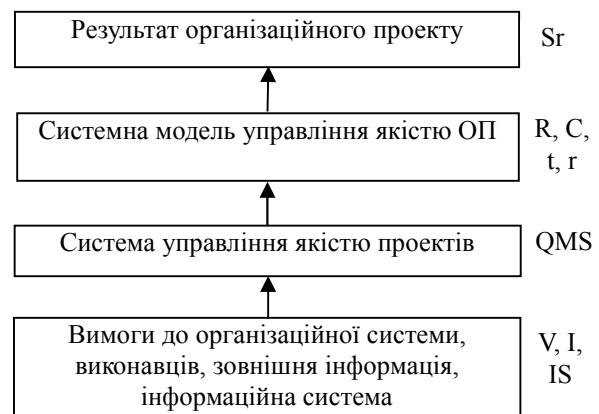 Результат організаційного проекту
Sr
Системна модель управління якістю ОП
R, C,
t, r
Система управління якістю проектів
QMS
Вимоги до організаційної системи,
виконавців, зовнішня інформація,
інформаційна система
V, I,
IS